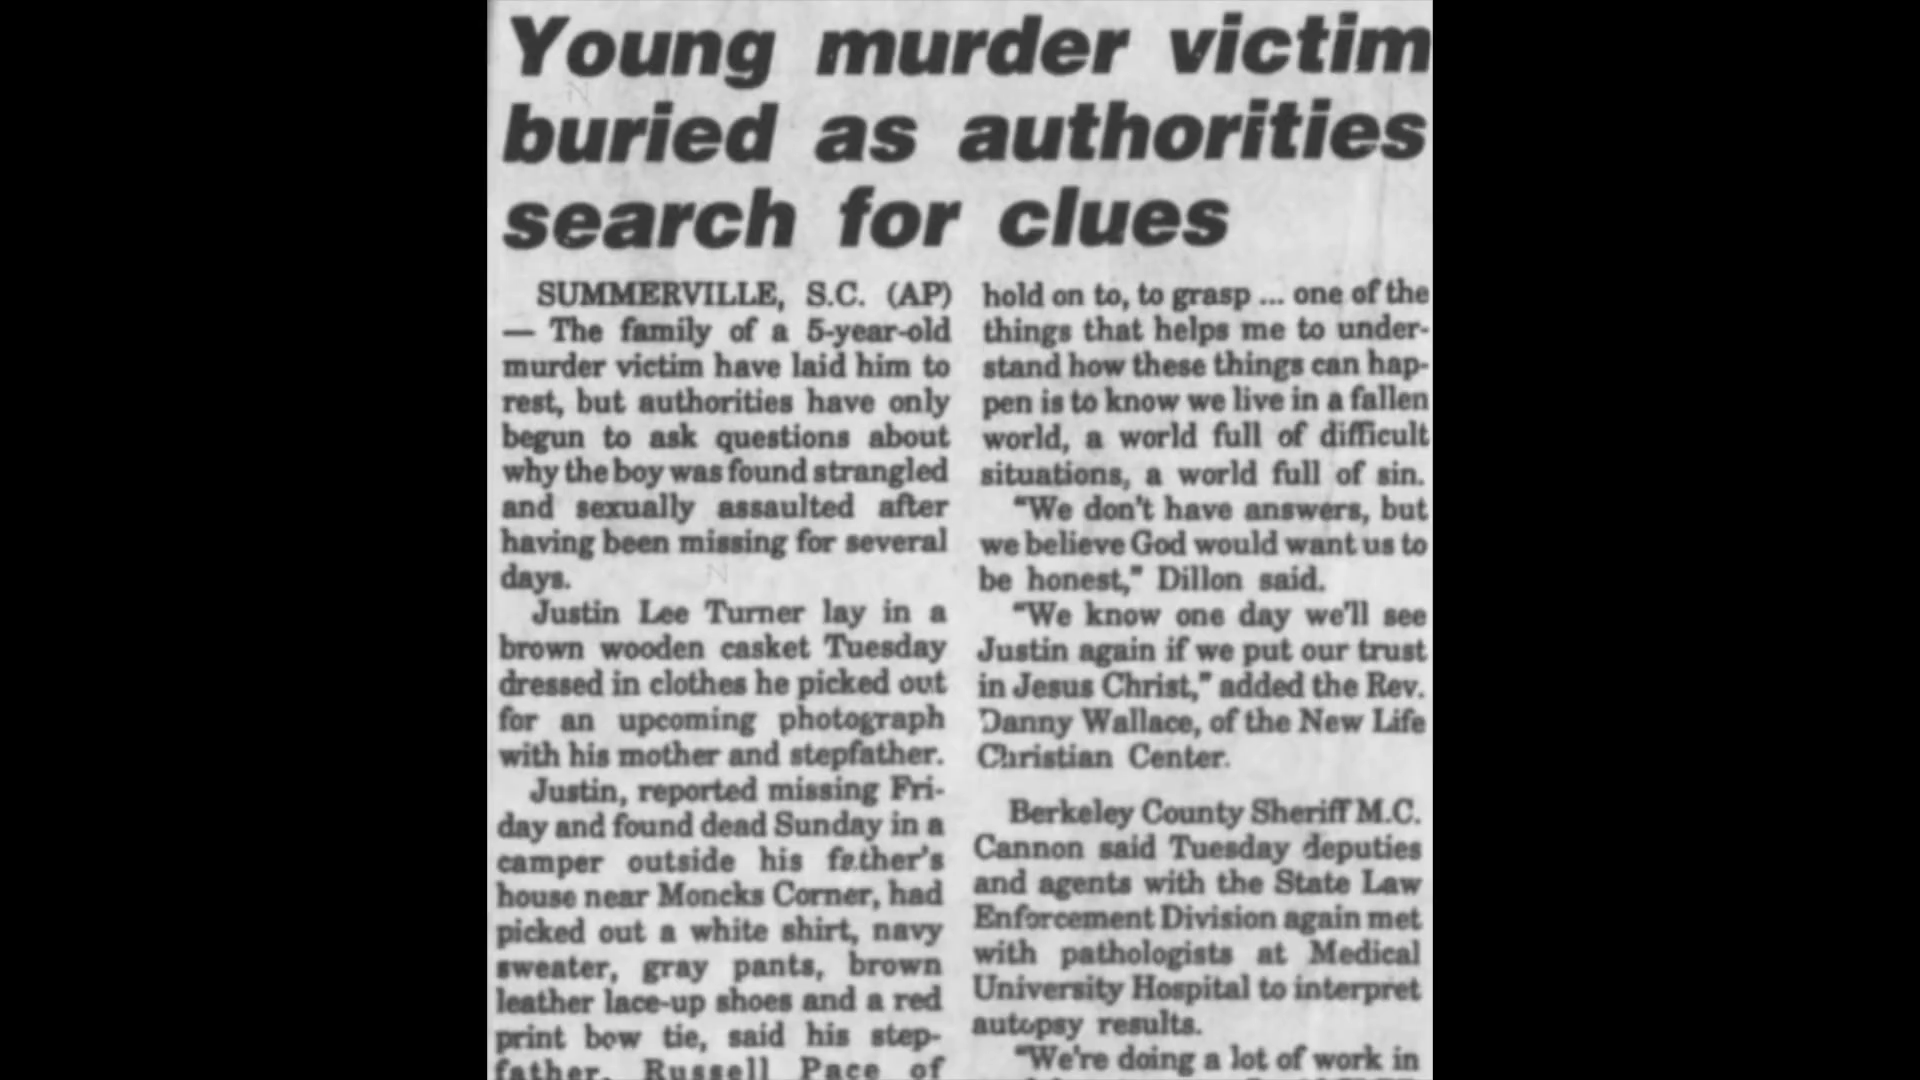 Young murder victim
buried as authorities
search for clues
SUMMERVILLE, S.C. (AP)
— The family of a 5-year-old
murder victim have laid him to
rest, but authorities have only
begun to ask questions about
why the boy was found strangled
and sexually assaulted after
having been missing for several
days.
Justin Lee Turner lay in a
brown wooden casket Tuesday
dressed in clothes he picked out
for an upcoming photograph
with his mother and stepfather.
Justin, reported missing Fri-
day and found dead Sunday in a
camper outside his father's
house near Moncks Corner, had
picked out a white shirt, navy
sweater, gray pants, brown
leather lace-up shoes and a red
print bow tie, said his step-
father, Russell Pace of
hold on to, to grasp ... one of the
things that helps me to under-
stand how these things can hap-
pen is to know we live in a fallen
world, a world full of difficult
situations, a world full of sin.
"We don't have answers, but
we believe God would want us to
be honest," Dillon said.
"We know one day we'll see
Justin again if we put our trust
in Jesus Christ," added the Rev.
Danny Wallace, of the New Life
Christian Center.
Berkeley County Sheriff M.C.
Cannon said Tuesday deputies
and agents with the State Law
Enforcement Division again met
with pathologists at Medical
University Hospital to interpret
autopsy results.
"We're doing a lot of work in